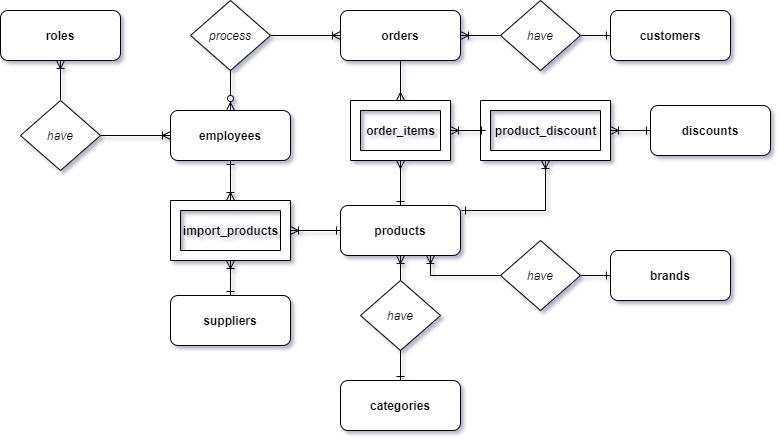 roles
process
orders
have
customers
have
employees
order_items
product_discount
discounts
import_products
products
have
brands
suppliers
have
categories